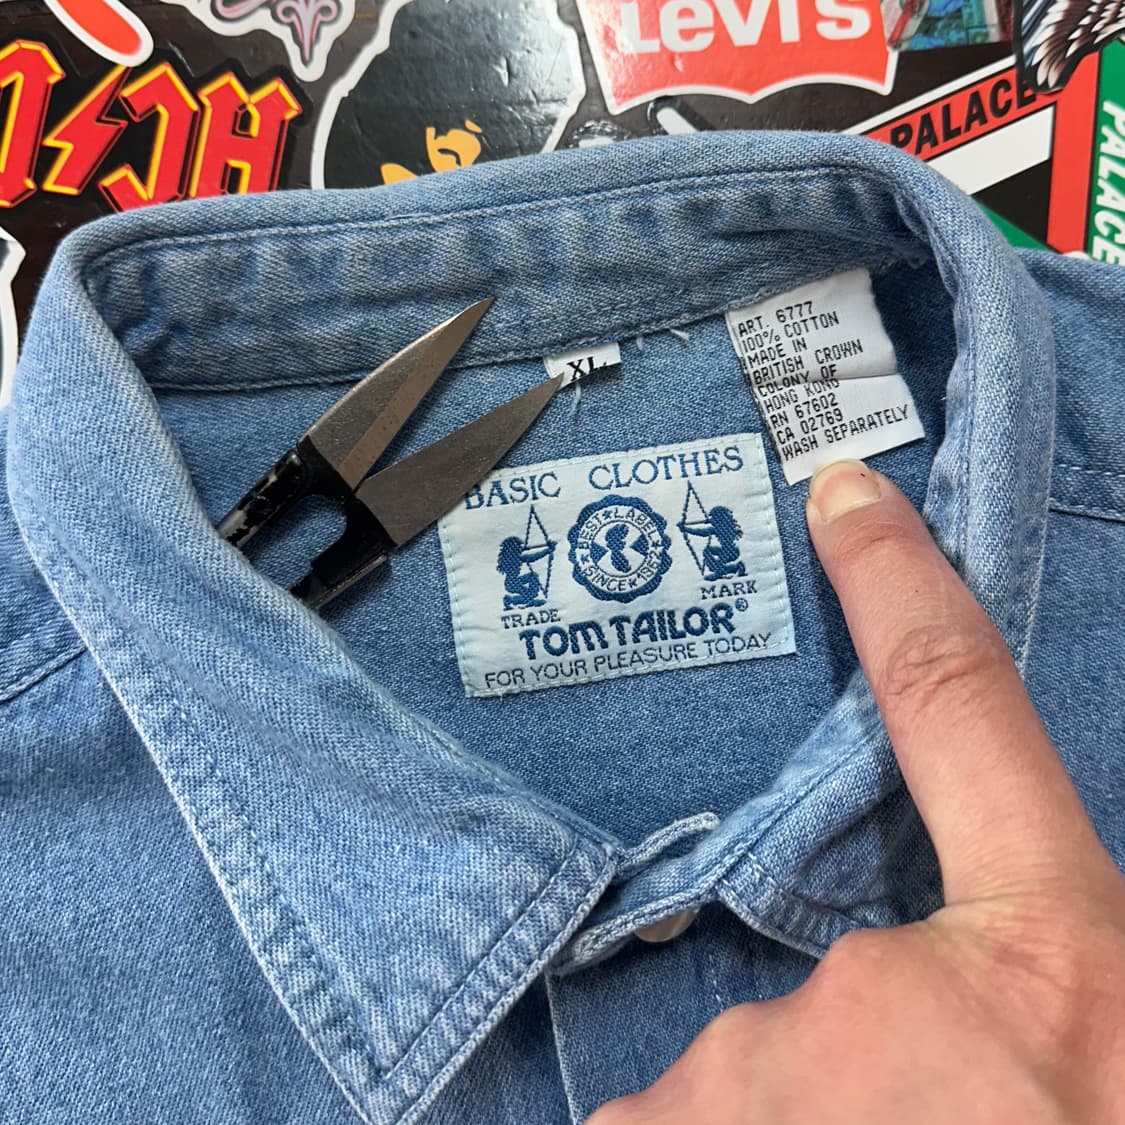 Levi's
PALACE
PALACE
XL
ART. 6777
100% COTTON
MADE IN
BRITISH CROWN
COLONY OF
HONG KONG
RN 67602
CA 02769
WASH SEPARATELY
BASIC CLOTHES
BEST ★ LABEL ★
SINCE ★ 1962
TRADE MARK
TOM TAILOR®
FOR YOUR PLEASURE TODAY